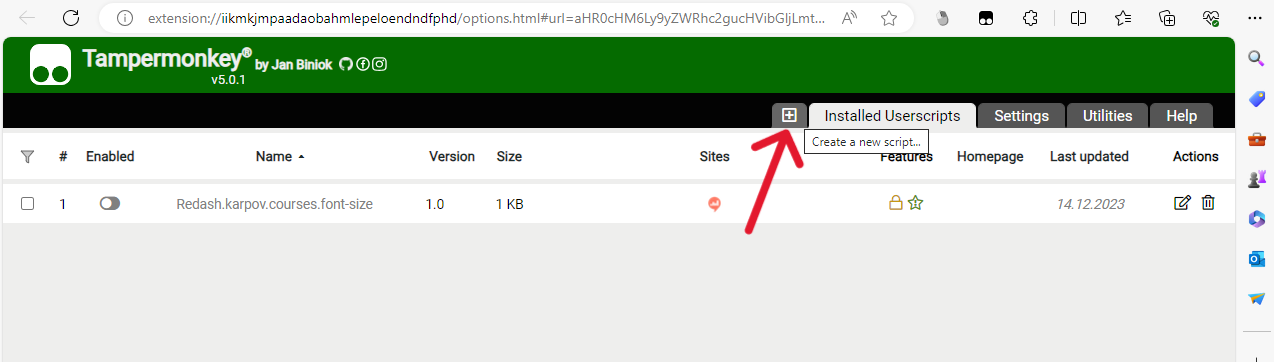 extension://iikmkjmpaadaobahmlepeloendndfphd/options.html#url=aHR0cHM6Ly9yZWRhc2gucHVibGljLmt...
Tampermonkey® by Jan Biniok
v5.0.1
Installed Userscripts Settings Utilities Help
Create a new script...
# Enabled Name Version Size Sites Features Homepage Last updated Actions
1 Redash.karpov.courses.font-size 1.0 1 KB 14.12.2023